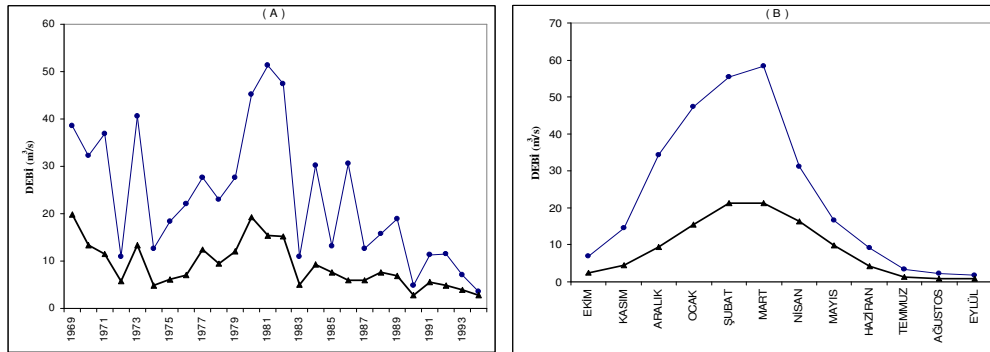 ( A )
60
50
40
30
20
10
0
DEBİ (m³/s)
1969
1971
1973
1975
1977
1979
1981
1983
1985
1987
1989
1991
1993
( B )
70
60
50
40
30
20
10
0
DEBİ (m³/s)
EKİM
KASIM
ARALIK
OCAK
ŞUBAT
MART
NİSAN
MAYIS
HAZİRAN
TEMMUZ
AĞUSTOS
EYLÜL